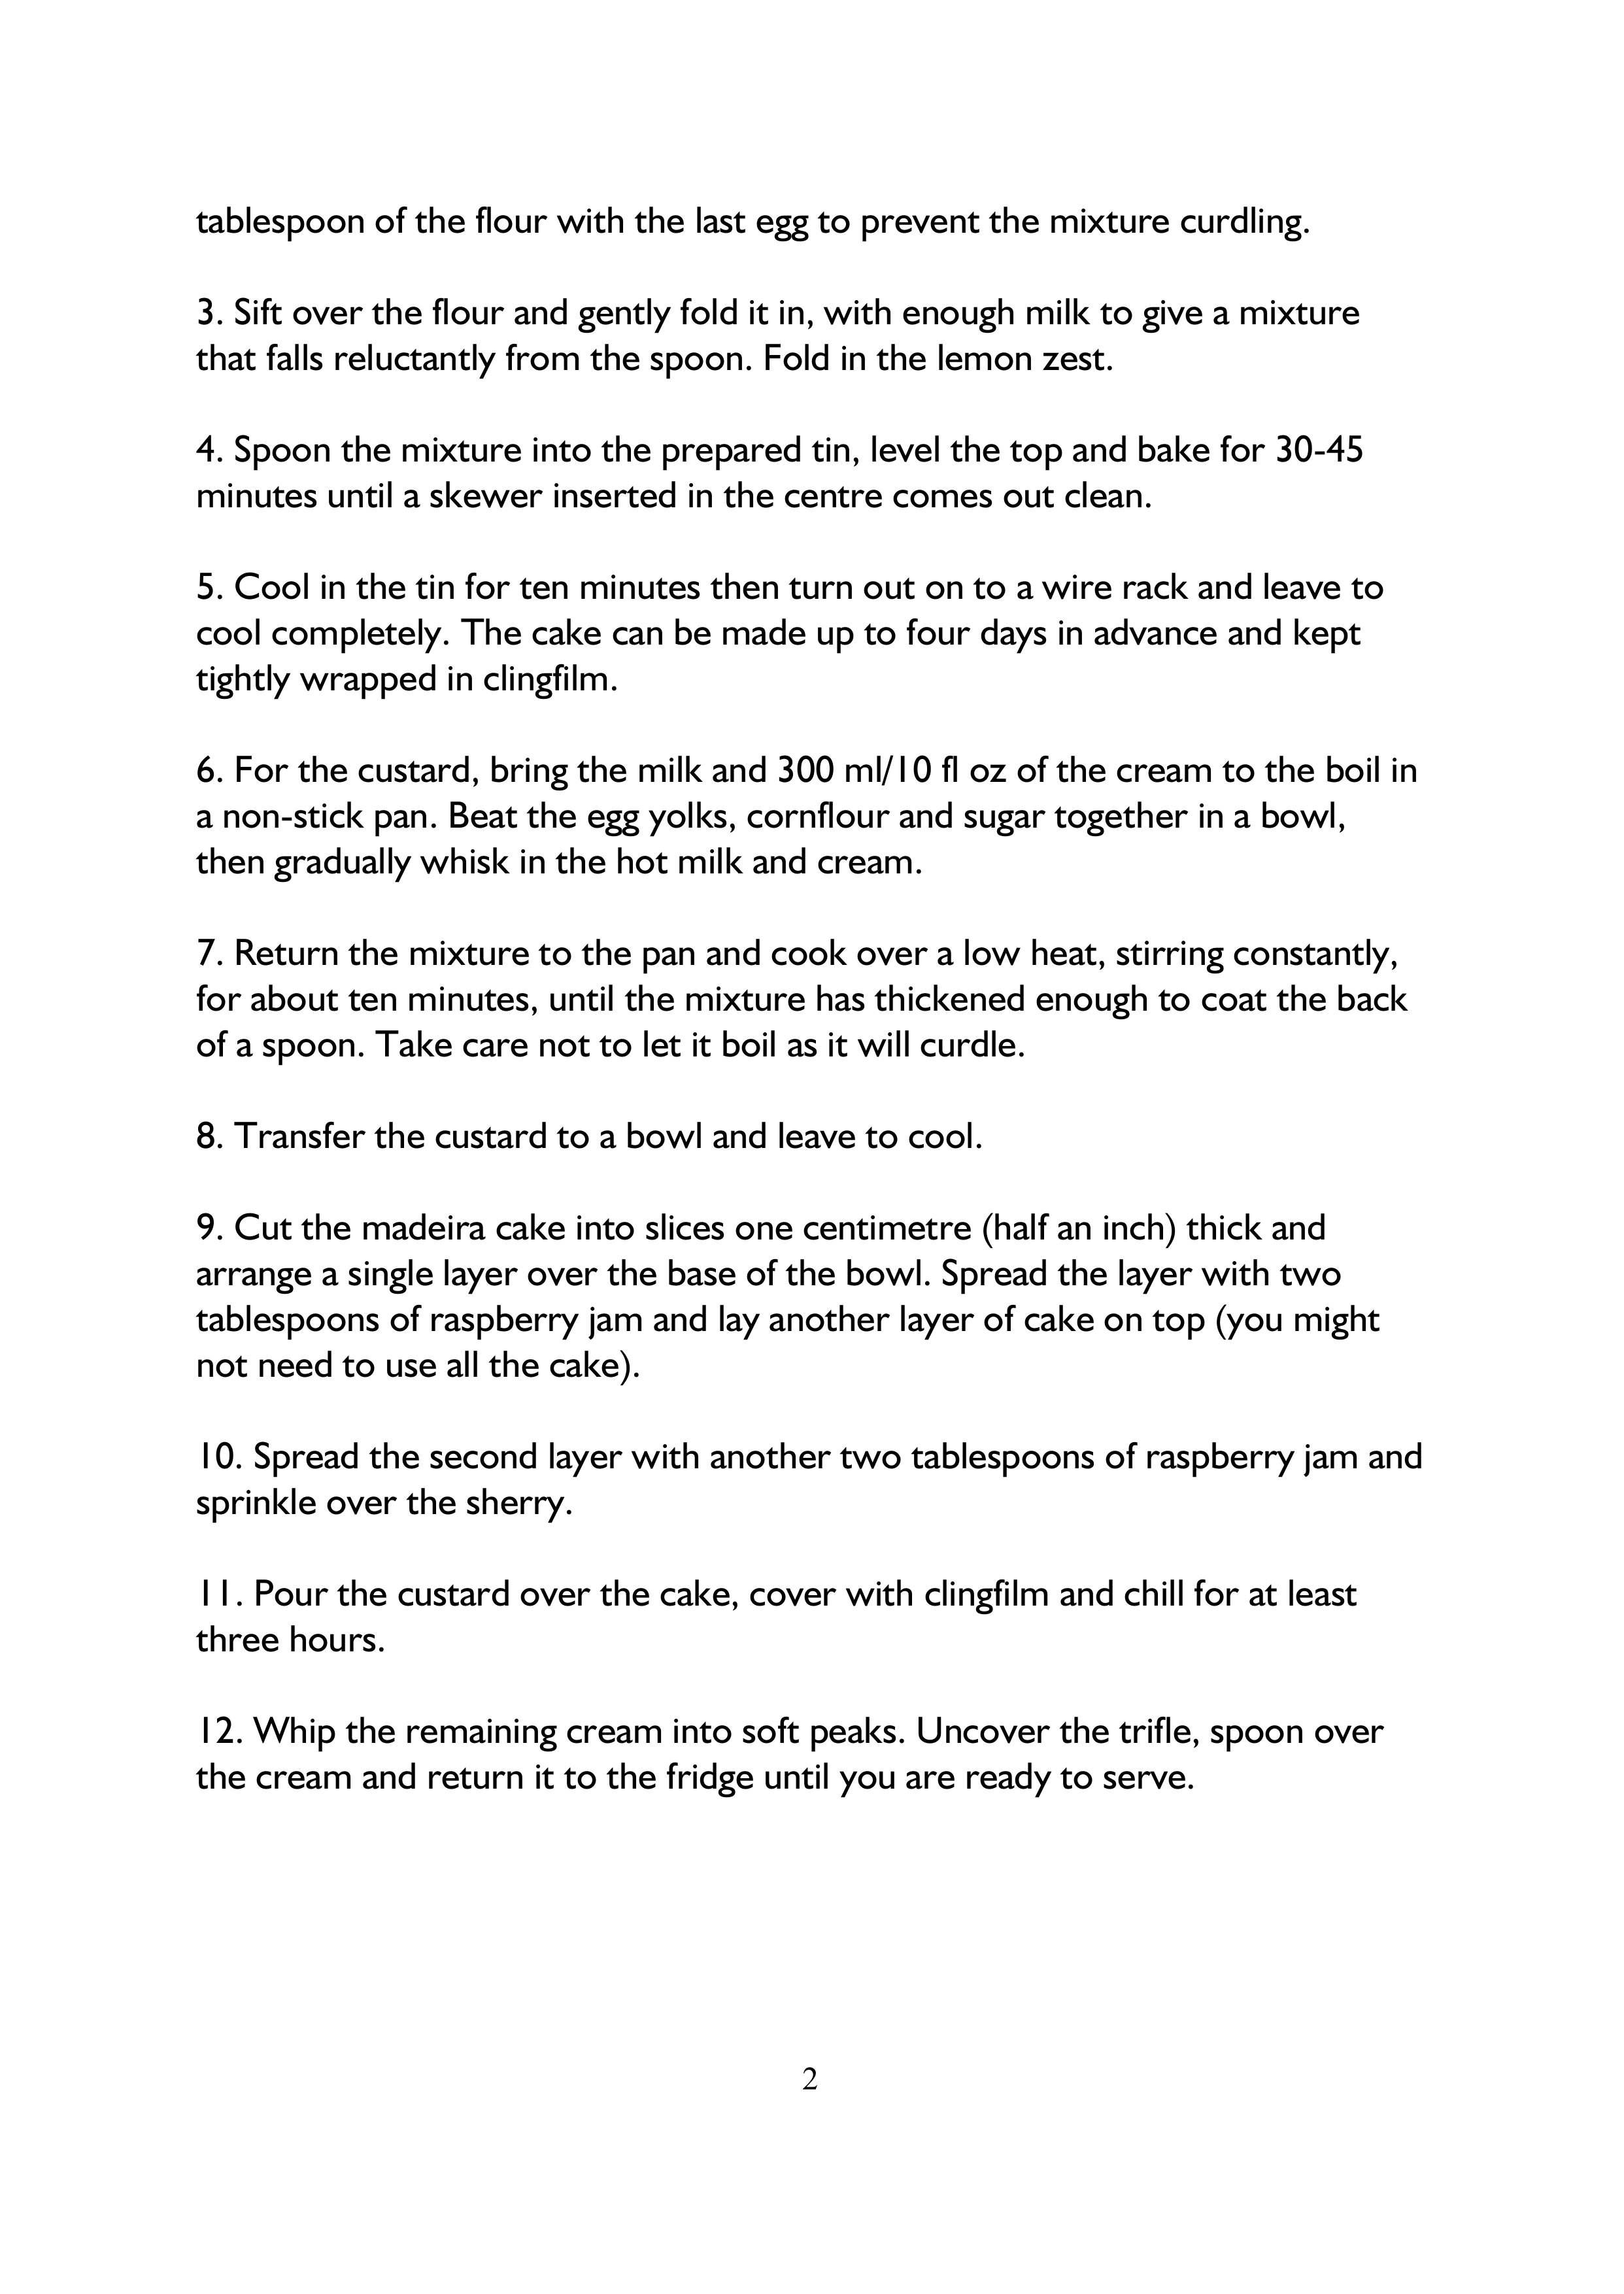 tablespoon of the flour with the last egg to prevent the mixture curdling.
3. Sift over the flour and gently fold it in, with enough milk to give a mixture
that falls reluctantly from the spoon. Fold in the lemon zest.
4. Spoon the mixture into the prepared tin, level the top and bake for 30-45
minutes until a skewer inserted in the centre comes out clean.
5. Cool in the tin for ten minutes then turn out on to a wire rack and leave to
cool completely. The cake can be made up to four days in advance and kept
tightly wrapped in clingfilm.
6. For the custard, bring the milk and 300 ml/10 fl oz of the cream to the boil in
a non-stick pan. Beat the egg yolks, cornflour and sugar together in a bowl,
then gradually whisk in the hot milk and cream.
7. Return the mixture to the pan and cook over a low heat, stirring constantly,
for about ten minutes, until the mixture has thickened enough to coat the back
of a spoon. Take care not to let it boil as it will curdle.
8. Transfer the custard to a bowl and leave to cool.
9. Cut the madeira cake into slices one centimetre (half an inch) thick and
arrange a single layer over the base of the bowl. Spread the layer with two
tablespoons of raspberry jam and lay another layer of cake on top (you might
not need to use all the cake).
10. Spread the second layer with another two tablespoons of raspberry jam and
sprinkle over the sherry.
11. Pour the custard over the cake, cover with clingfilm and chill for at least
three hours.
12. Whip the remaining cream into soft peaks. Uncover the trifle, spoon over
the cream and return it to the fridge until you are ready to serve.
2